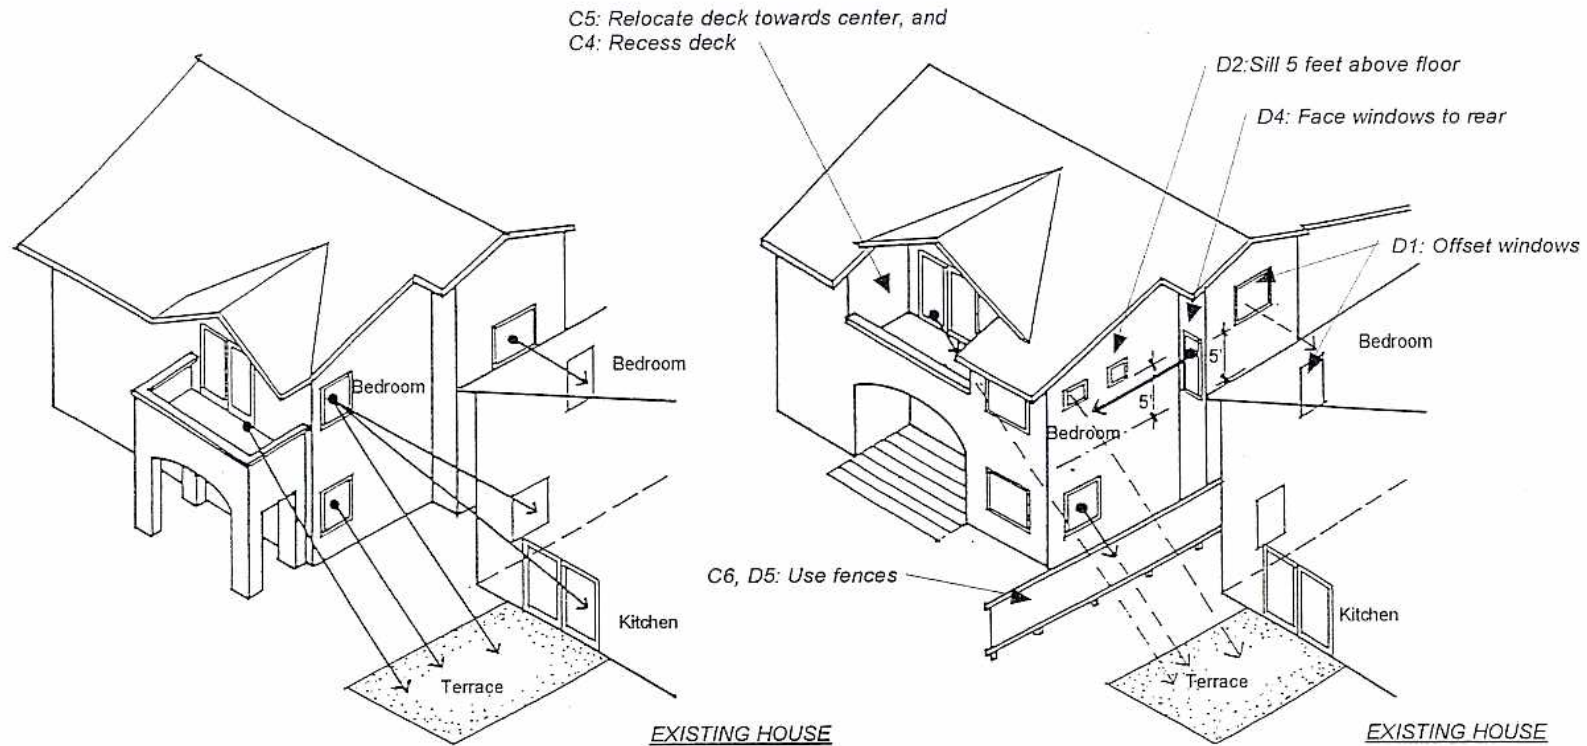 C5: Relocate deck towards center, and
C4: Recess deck
D2:Sill 5 feet above floor
D4: Face windows to rear
D1: Offset windows
Bedroom
Bedroom
Kitchen
Terrace
EXISTING HOUSE
5'
5'
Bedroom
Bedroom
C6, D5: Use fences
Kitchen
Terrace
EXISTING HOUSE